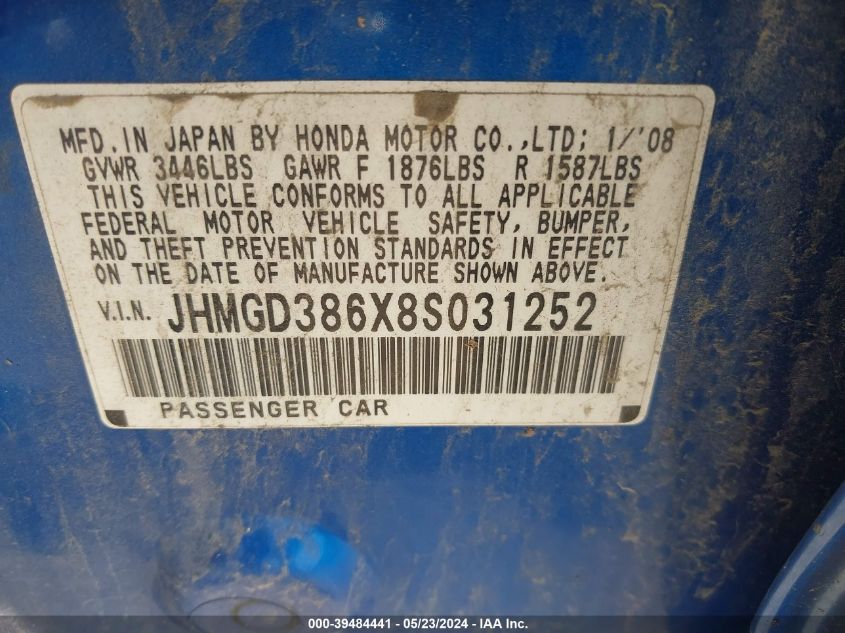 MFD. IN JAPAN BY HONDA MOTOR CO.,LTD; 1/'08
GVWR 3446LBS GAWR F 1876LBS R 1587LBS
THIS VEHICLE CONFORMS TO ALL APPLICABLE
FEDERAL MOTOR VEHICLE SAFETY, BUMPER,
AND THEFT PREVENTION STANDARDS IN EFFECT
ON THE DATE OF MANUFACTURE SHOWN ABOVE.
V.I.N. JHMGD386X8S031252
PASSENGER CAR
000-39484441 - 05/23/2024 - IAA Inc.